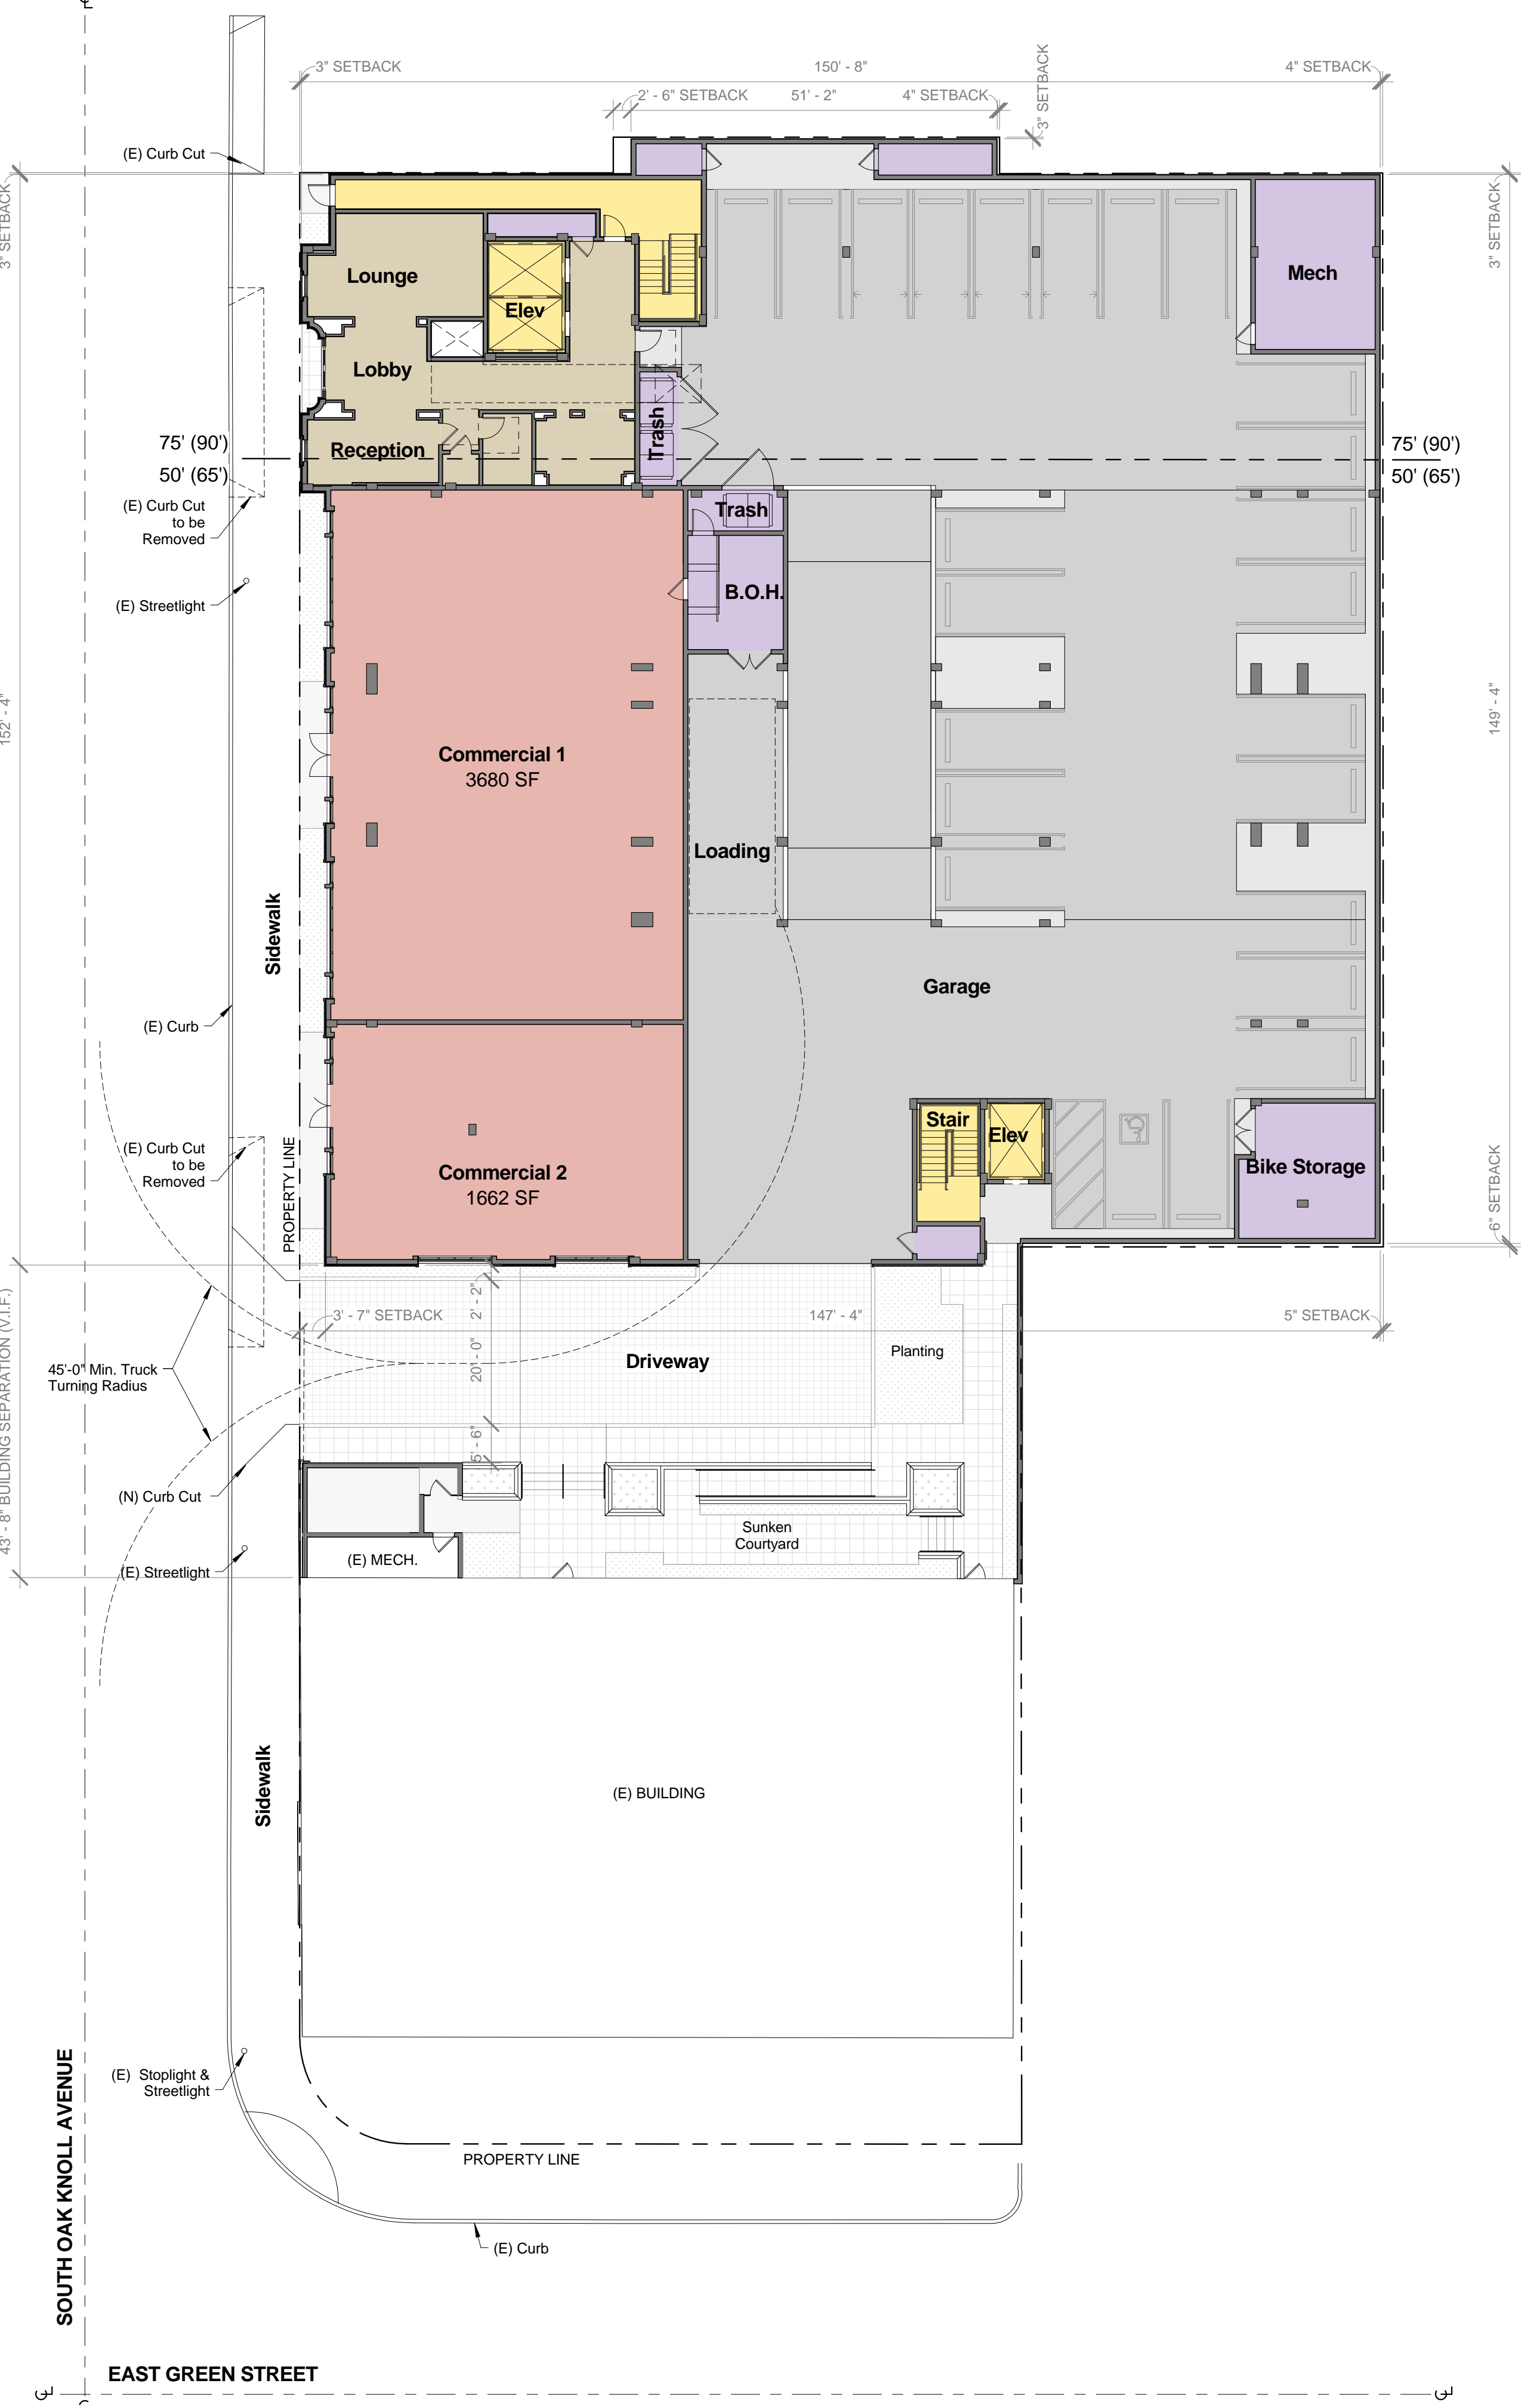 3" SETBACK
150' - 8"
4" SETBACK
2' - 6" SETBACK
51' - 2"
4" SETBACK
3" SETBACK
(E) Curb Cut
3" SETBACK
3" SETBACK
Lounge
Elev
Mech
Lobby
Trash
Reception
75' (90')
50' (65')
75' (90')
50' (65')
(E) Curb Cut
to be
Removed
Trash
B.O.H.
(E) Streetlight
152' - 4"
149' - 4"
Commercial 1
3680 SF
Loading
Sidewalk
Garage
(E) Curb
Stair
Elev
(E) Curb Cut
to be
Removed
PROPERTY LINE
Commercial 2
1662 SF
Bike Storage
6" SETBACK
43' - 8" BUILDING SEPARATION (V.I.F.)
3' - 7" SETBACK
2' - 2"
147' - 4"
5" SETBACK
Driveway
20' - 0"
Planting
45'-0" Min. Truck
Turning Radius
5' - 6"
(N) Curb Cut
Sunken
Courtyard
(E) MECH.
(E) Streetlight
(E) BUILDING
Sidewalk
(E) Stoplight &
Streetlight
SOUTH OAK KNOLL AVENUE
PROPERTY LINE
(E) Curb
EAST GREEN STREET